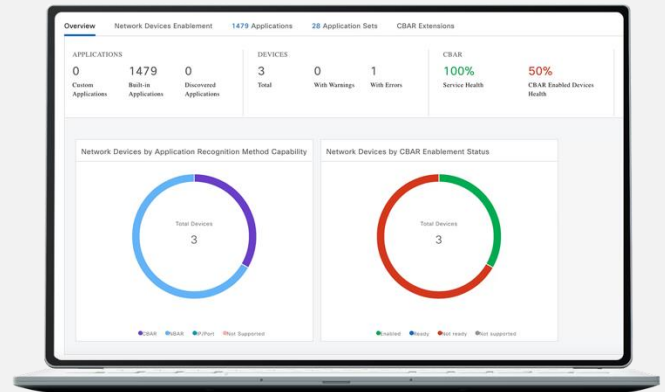 Overview Network Devices Enablement 1479 Applications 28 Application Sets CBAR Extensions
APPLICATIONS DEVICES CBAR
0 1479 0 3 0 1 100% 50%
Custom Applications Built-in Applications Discovered Applications Total With Warnings With Errors Service Health CBAR Enabled Devices Health
Network Devices by Application Recognition Method Capability Network Devices by CBAR Enablement Status
Total Devices
3
Total Devices
3
CBAR NBAR IP/Port Not Supported
Enabled Ready Not ready Not supported